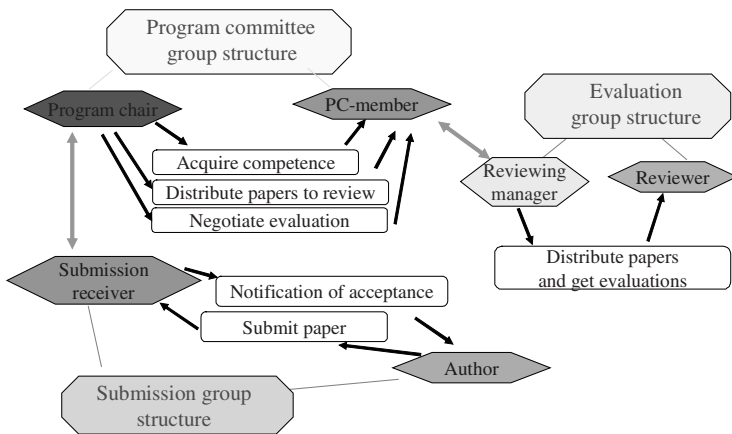 Program committee
group structure
Program chair
PC-member
Evaluation
group structure
Acquire competence
Distribute papers to review
Negotiate evaluation
Reviewing
manager
Reviewer
Submission
receiver
Distribute papers
and get evaluations
Notification of acceptance
Submit paper
Author
Submission group
structure